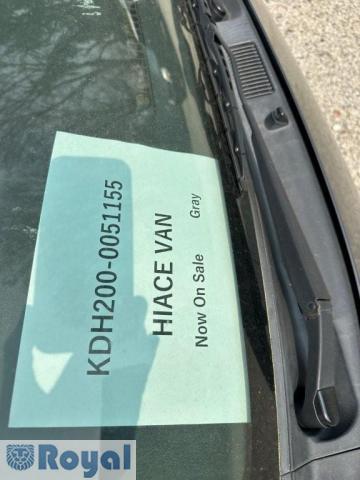 KDH200-0051155
HIACE VAN
Now On Sale Gray
Royal